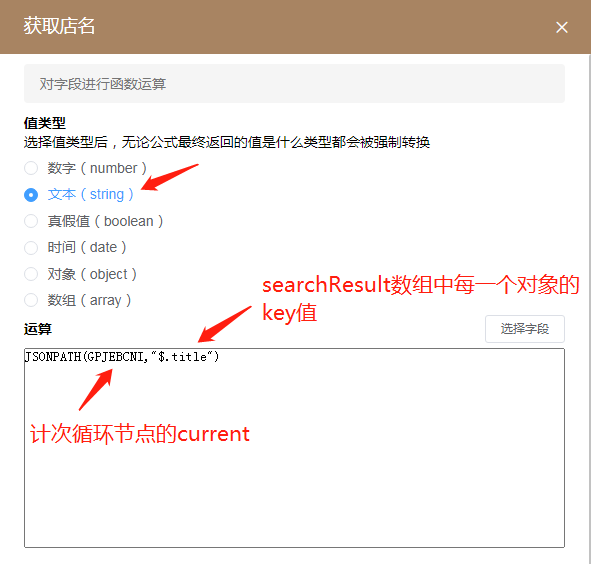 获取店名
对字段进行函数运算
值类型
选择值类型后，无论公式最终返回的值是什么类型都会被强制转换
数字（number）
文本（string）
真假值（boolean）
时间（date）
对象（object）
数组（array）
searchResult数组中每一个对象的
key值
运算
选择字段
JSONPATH(GPJEBCNI,"$.title")
计次循环节点的current